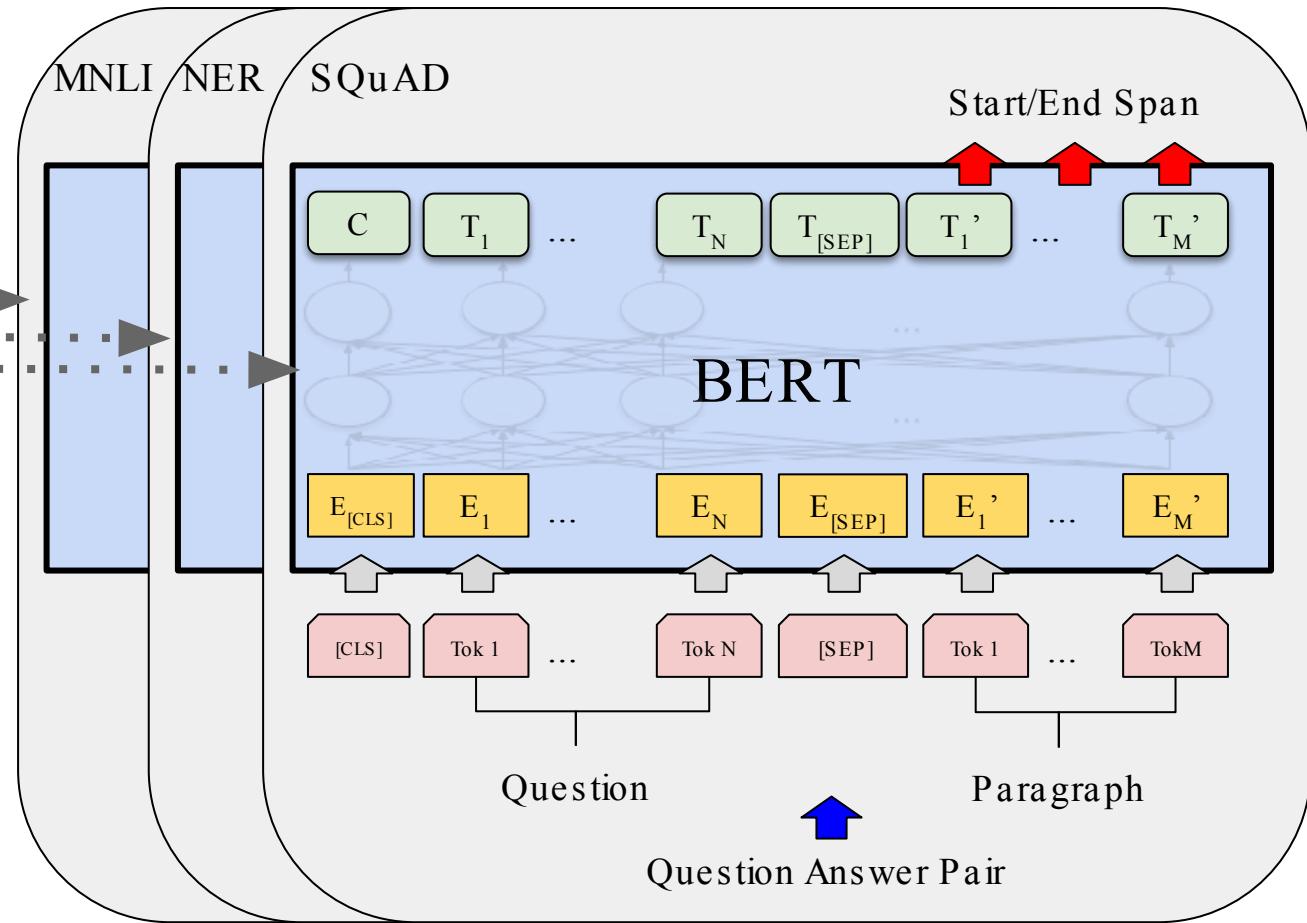 MNLI NER SQuAD
Start/End Span
C T1 ... TN T[SEP] T1’ ... TM’
...
BERT
...
E[CLS] E1 ... EN E[SEP] E1’ ... EM’
[CLS] Tok 1 ... Tok N [SEP] Tok 1 ... TokM
Question Paragraph
Question Answer Pair